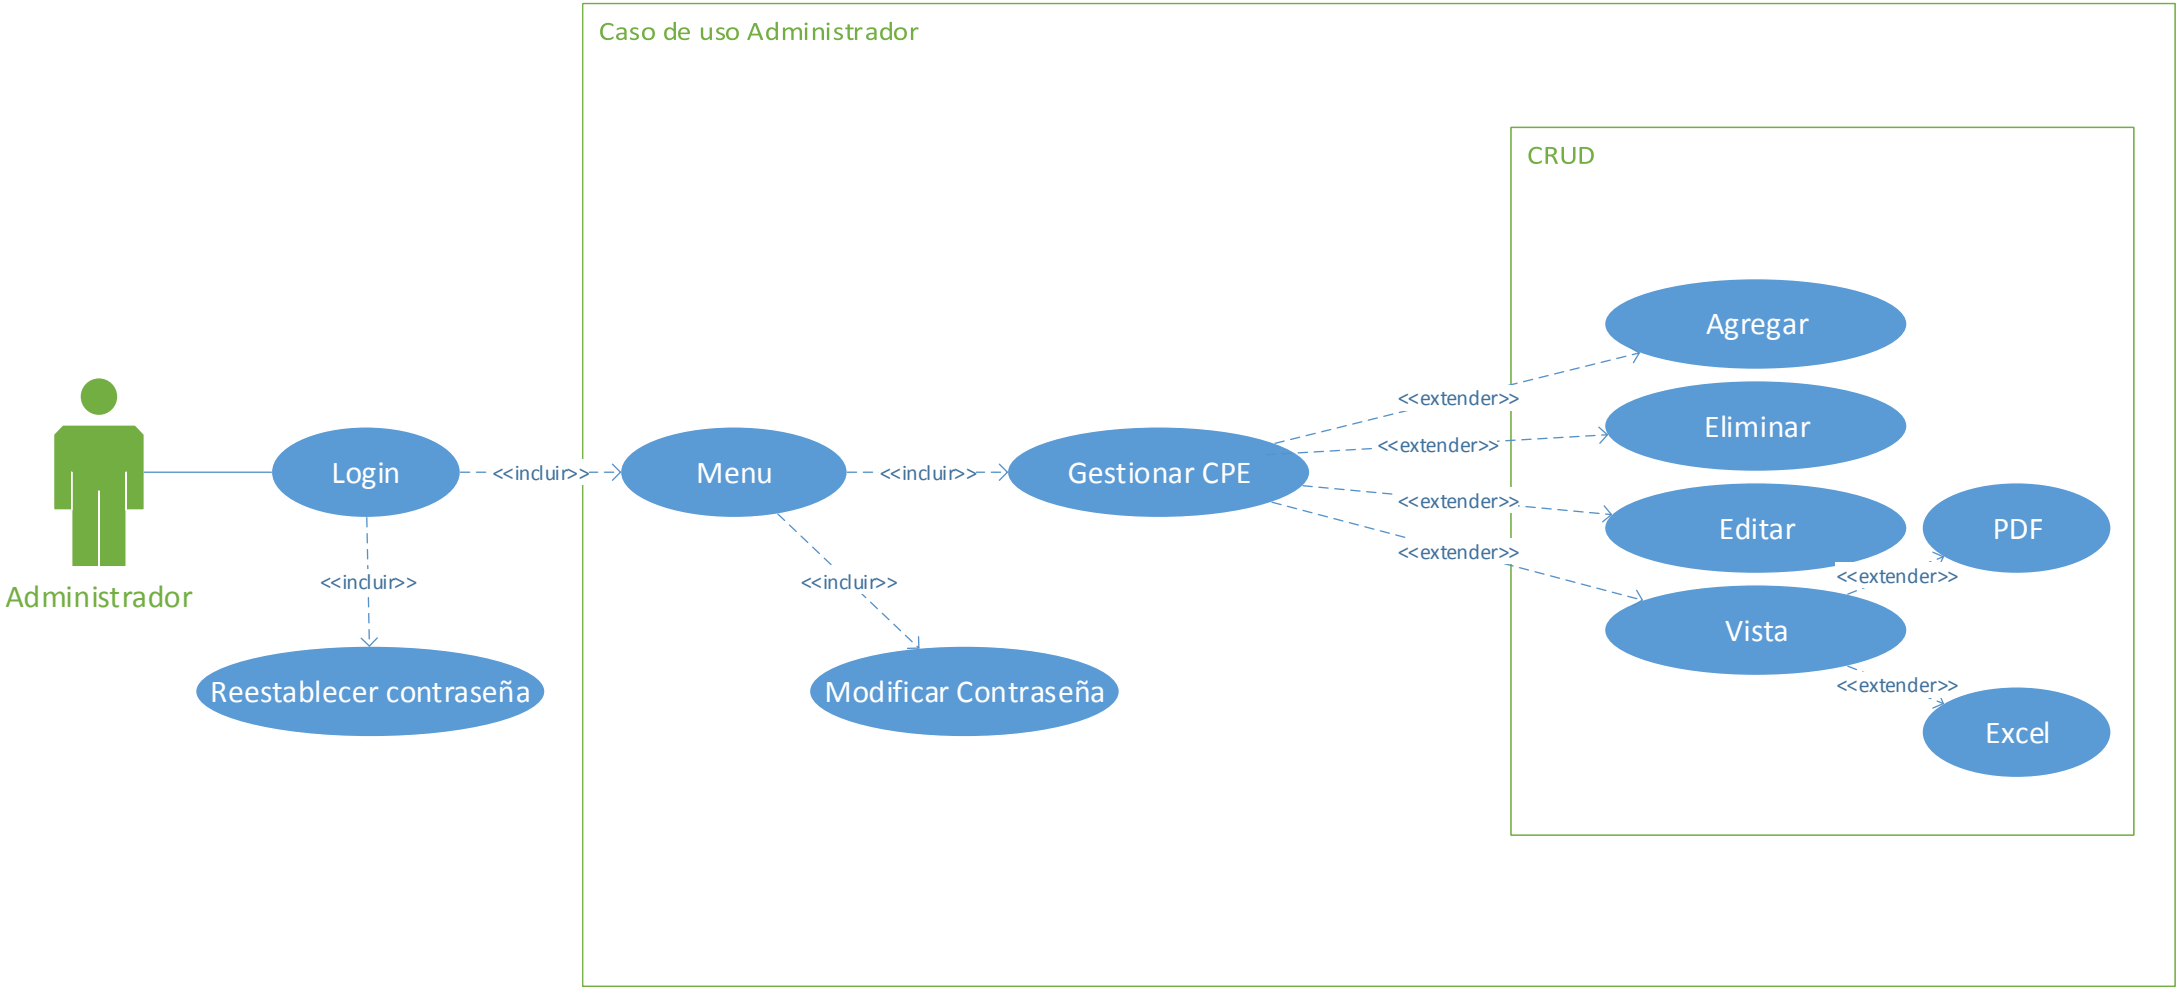 Caso de uso Administrador
CRUD
Agregar
<<extender>>
Eliminar
<<extender>>
Login
<<incluir>>
Menu
<<incluir>>
Gestionar CPE
<<extender>>
Editar
PDF
<<extender>>
<<extender>>
<<incluir>>
<<incluir>>
Administrador
Vista
<<extender>>
Reestablecer contraseña
Modificar Contraseña
Excel